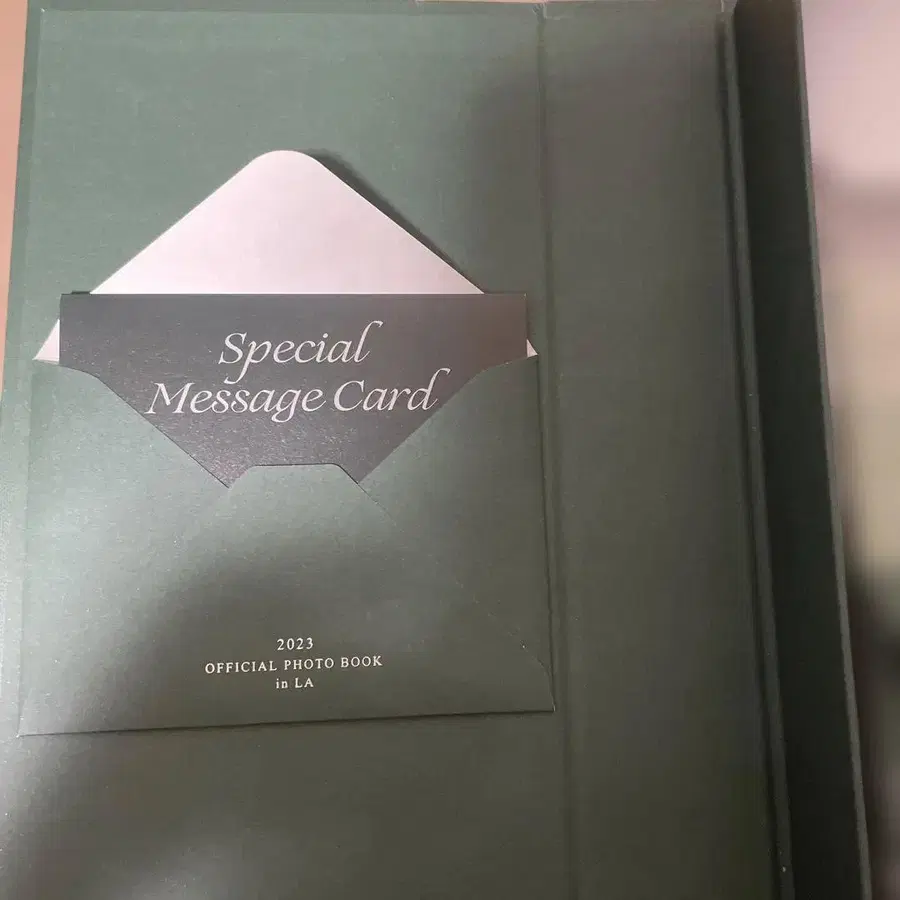 Special
Message Card
2023
OFFICIAL PHOTO BOOK
in LA